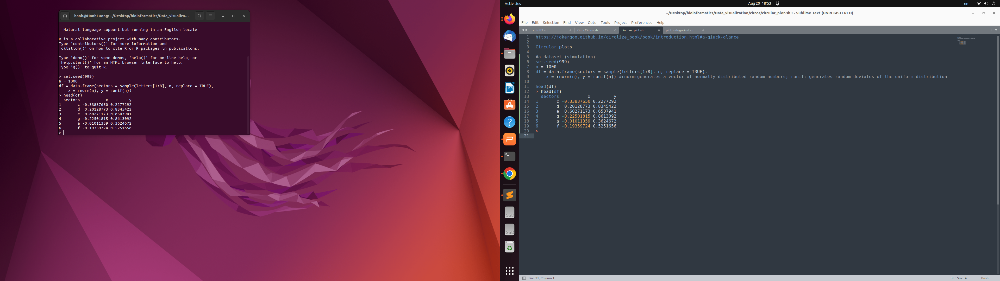 hanh@HanhLuong: ~/Desktop/bioinformatics/Data_visualiza...
Natural language support but running in an English locale
R is a collaborative project with many contributors.
Type 'contributors()' for more information and
'citation()' on how to cite R or R packages in publications.
Type 'demo()' for some demos, 'help()' for on-line help, or
'help.start()' for an HTML browser interface to help.
Type 'q()' to quit R.
> set.seed(999)
n = 1000
df = data.frame(sectors = sample(letters[1:8], n, replace = TRUE),
x = rnorm(n), y = runif(n))
> head(df)
sectors x y
1 c -0.33837650 0.2277292
2 d 0.20128773 0.8345422
3 e 0.60271173 0.6507941
4 g -0.22501815 0.8613092
5 a -0.01011359 0.3624672
6 f -0.19359724 0.5251656
>
Activities
Aug 20 18:53
en
~/Desktop/bioinformatics/Data_visualization/circos/circular_plot.sh • - Sublime Text (UNREGISTERED)
File Edit Selection Find View Goto Tools Project Preferences Help
cutoff2.sh OmicCircos.sh circular_plot.sh plot_categorical.sh
1 https://jokergoo.github.io/circlize_book/book/introduction.html#a-qiuck-glance
2
3 Circular plots
4
5 #a dataset (simulation)
6 set.seed(999)
7 n = 1000
8 df = data.frame(sectors = sample(letters[1:8], n, replace = TRUE),
9 x = rnorm(n), y = runif(n)) #rnorm:generates a vector of normally distributed random numbers; runif: generates random deviates of the uniform distribution
10
11 head(df)
12 > head(df)
13 sectors x y
14 1 c -0.33837650 0.2277292
15 2 d 0.20128773 0.8345422
16 3 e 0.60271173 0.6507941
17 4 g -0.22501815 0.8613092
18 5 a -0.01011359 0.3624672
19 6 f -0.19359724 0.5251656
20 >
21
SSD
SSD
Line 21, Column 1
Tab Size: 4
Bash